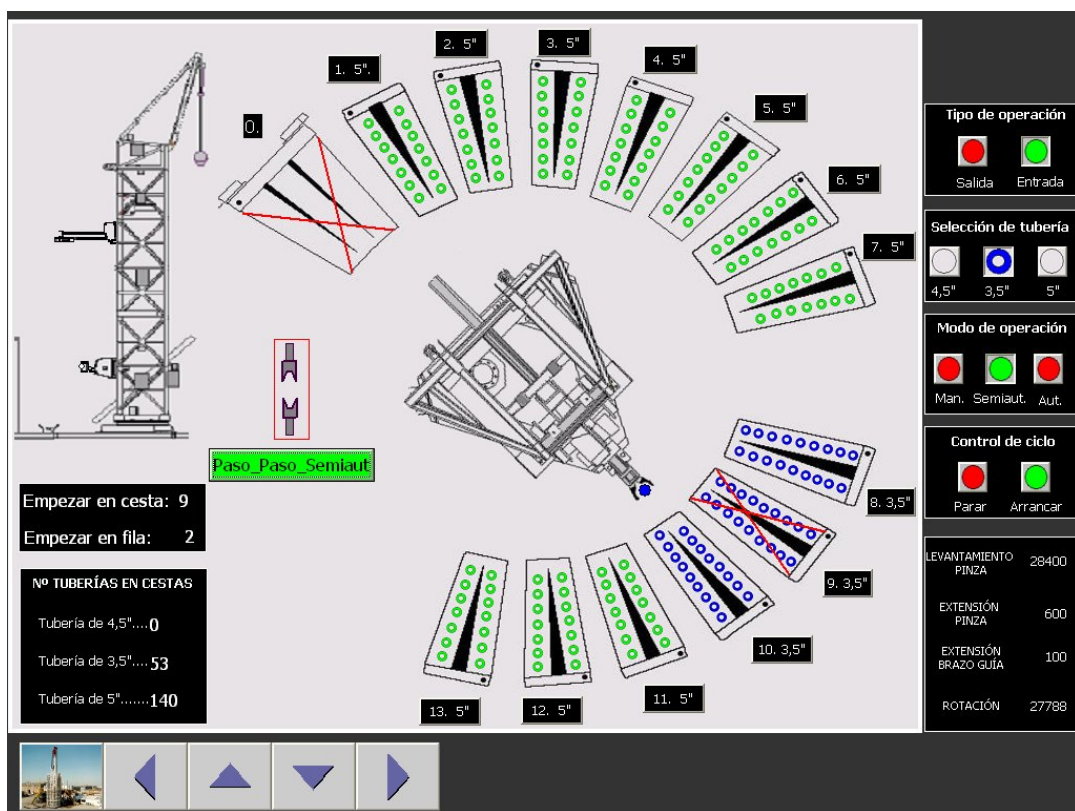 0.
1. 5".
2. 5"
3. 5"
4. 5"
5. 5"
6. 5"
7. 5"
8. 3,5"
9. 3,5"
10. 3,5"
11. 5"
12. 5"
13. 5"
Paso_Paso_Semiaut
Empezar en cesta: 9
Empezar en fila: 2
Nº TUBERÍAS EN CESTAS
Tubería de 4,5"....0
Tubería de 3,5"....53
Tubería de 5".......140
Tipo de operación
Salida Entrada
Selección de tubería
4,5" 3,5" 5"
Modo de operación
Man. Semiaut. Aut.
Control de ciclo
Parar Arrancar
LEVANTAMIENTO
PINZA 28400
EXTENSIÓN
PINZA 600
EXTENSIÓN
BRAZO GUÍA 100
ROTACIÓN 27788